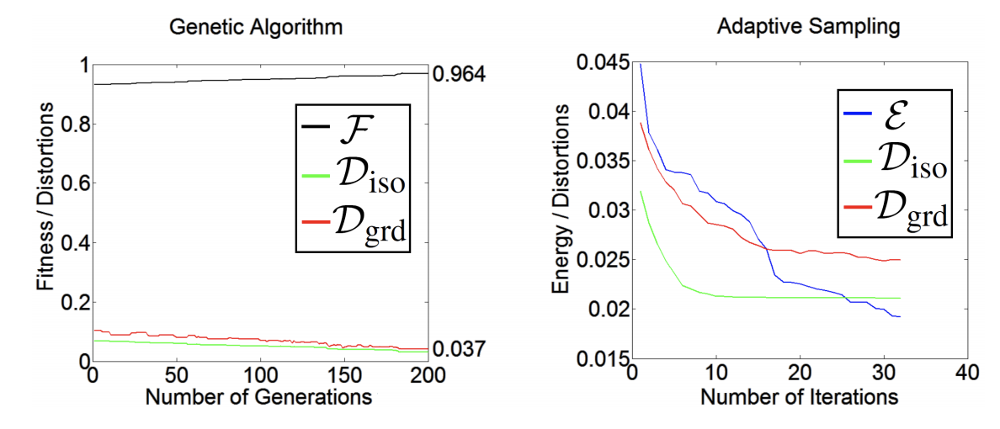 Genetic Algorithm
Fitness / Distortions
1
0.8
0.6
0.4
0.2
0
0.964
0.037
ℱ
𝒟iso
𝒟grd
0 50 100 150 200
Number of Generations
Adaptive Sampling
Energy / Distortions
0.045
0.04
0.035
0.03
0.025
0.02
0.015
ℰ
𝒟iso
𝒟grd
0 10 20 30 40
Number of Iterations